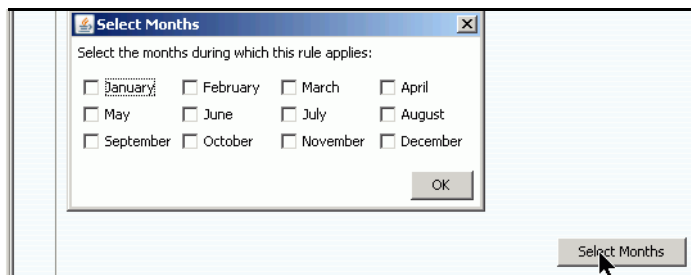 Select Months
Select the months during which this rule applies:
January February March April
May June July August
September October November December
OK
Select Months